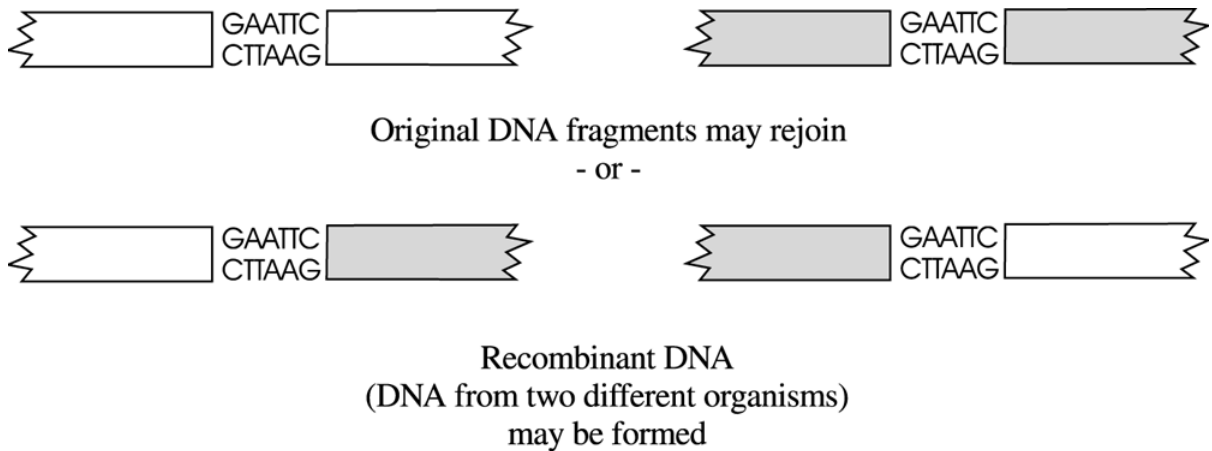 GAATTC GAATTC
CTTAAG CTTAAG
Original DNA fragments may rejoin
- or -
GAATTC GAATTC
CTTAAG CTTAAG
Recombinant DNA
(DNA from two different organisms)
may be formed